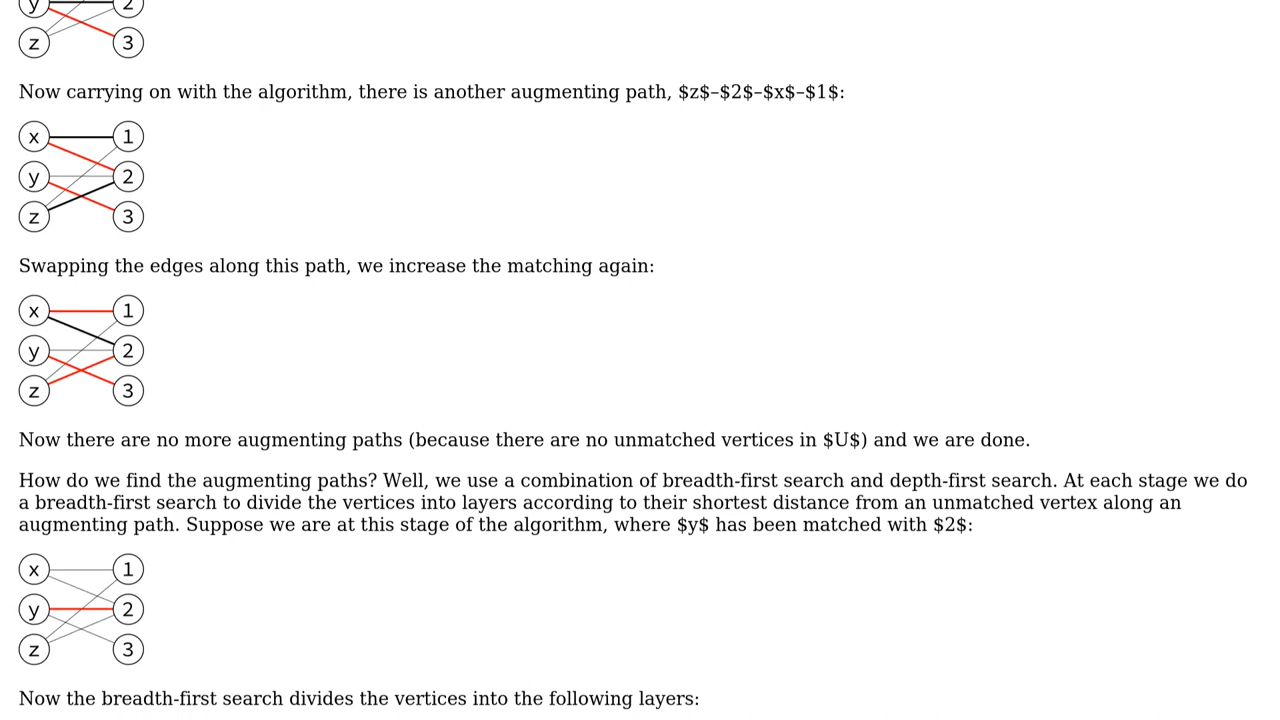 y 2
z 3
Now carrying on with the algorithm, there is another augmenting path, $z$–$2$–$x$–$1$:
x 1
y 2
z 3
Swapping the edges along this path, we increase the matching again:
x 1
y 2
z 3
Now there are no more augmenting paths (because there are no unmatched vertices in $U$) and we are done.
How do we find the augmenting paths? Well, we use a combination of breadth-first search and depth-first search. At each stage we do
a breadth-first search to divide the vertices into layers according to their shortest distance from an unmatched vertex along an
augmenting path. Suppose we are at this stage of the algorithm, where $y$ has been matched with $2$:
x 1
y 2
z 3
Now the breadth-first search divides the vertices into the following layers: